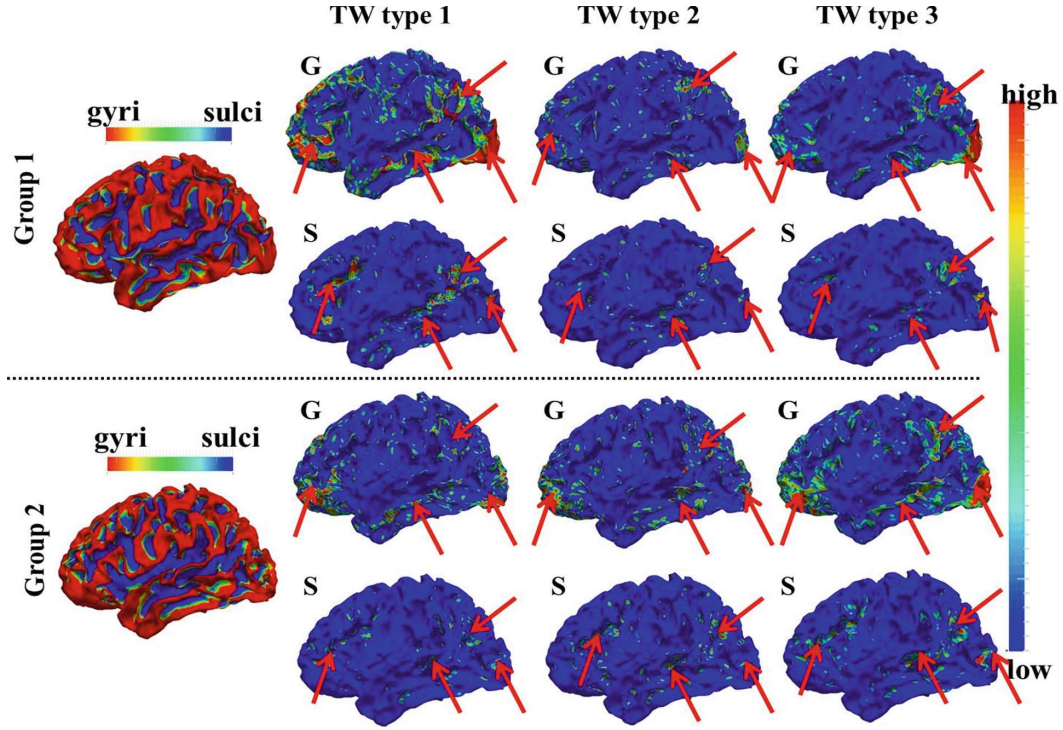 TW type 1 TW type 2 TW type 3
G G G
high
gyri sulci
Group 1
S S S
G G G
gyri sulci
Group 2
S S S
low